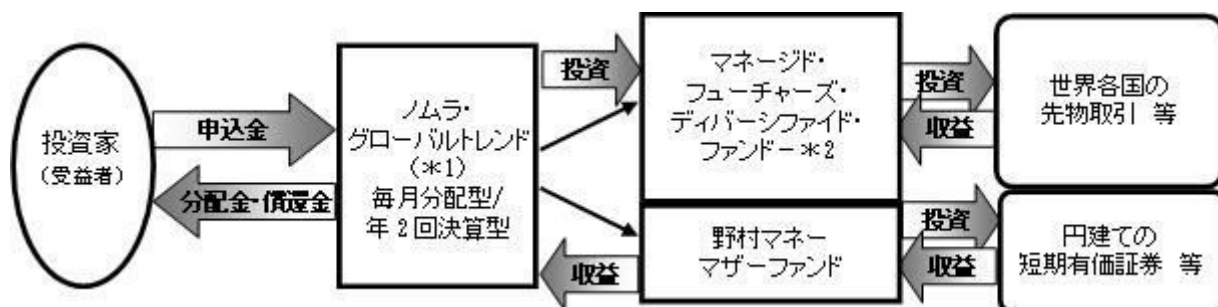 投資家
(受益者)
申込金
分配金・償還金
ノムラ・
グローバルトレンド
(*1)
毎月分配型/
年2回決算型
投資
収益
マネージド・
フューチャーズ・
ディバーシファイド・
ファンドー*2
野村マネー
マザーファンド
投資
収益
投資
収益
世界各国の
先物取引 等
円建ての
短期有価証券 等